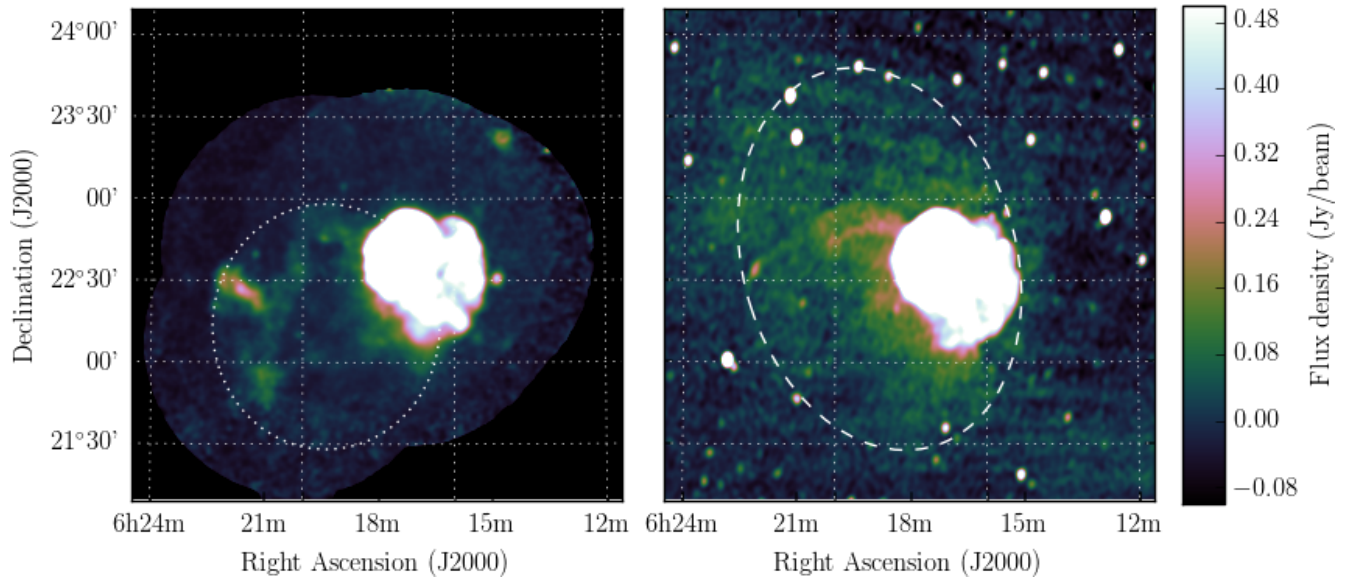 24°00'
23°30'
00'
22°30'
00'
21°30'
Declination (J2000)
6h24m 21m 18m 15m 12m
Right Ascension (J2000)
6h24m 21m 18m 15m 12m
Right Ascension (J2000)
0.48
0.40
0.32
0.24
0.16
0.08
0.00
−0.08
Flux density (Jy/beam)